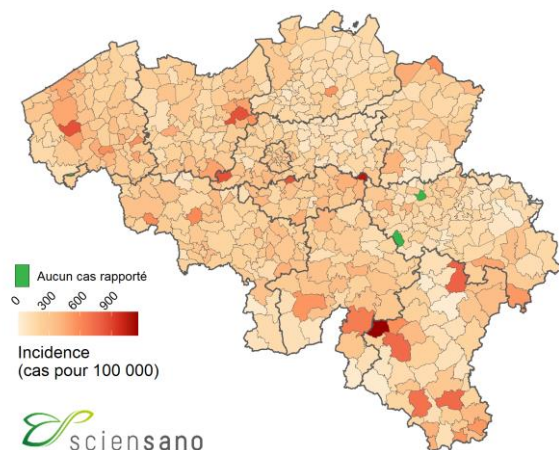 Aucun cas rapporté
0 300 600 900
Incidence
(cas pour 100 000)
sciensano